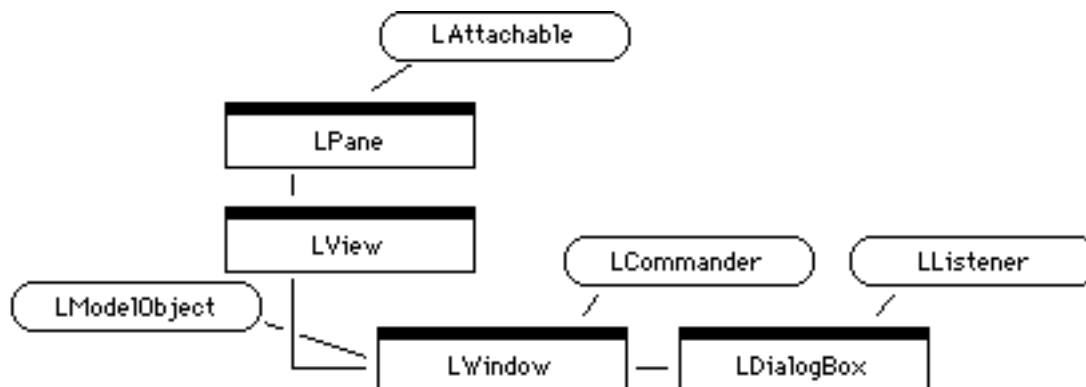 LAttachable
LPane
LView
LCommander
LListener
LModelObject
LWindow
LDialogBox